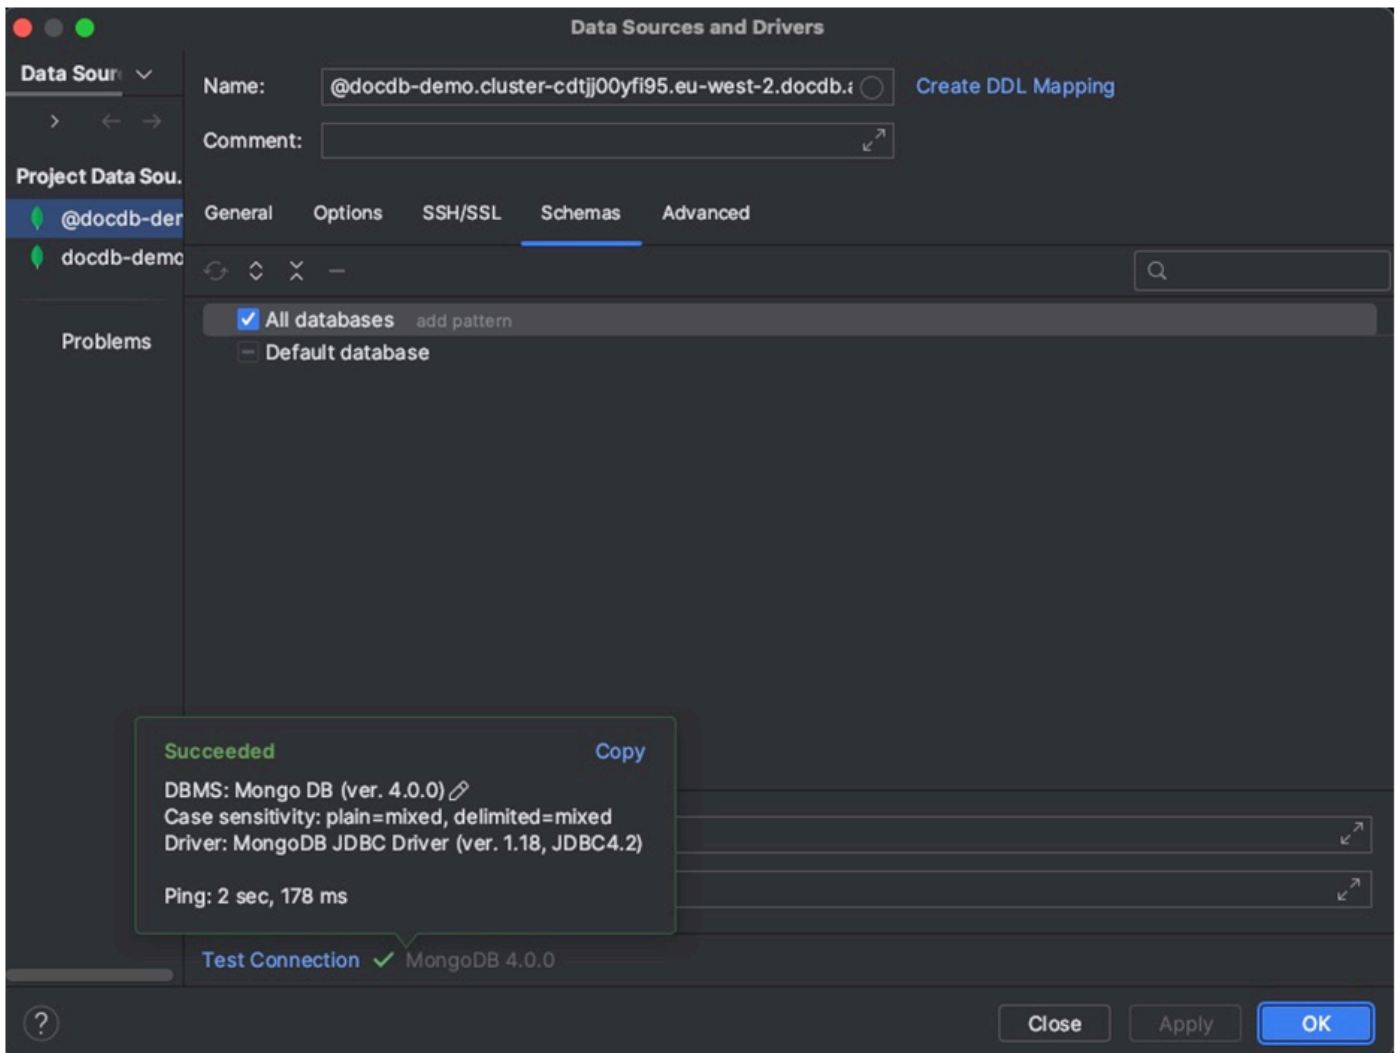 Data Sources and Drivers
Data Sour
Name:
@docdb-demo.cluster-cdtjj00yfi95.eu-west-2.docdb.a
Create DDL Mapping
Comment:
Project Data Sou.
@docdb-der
docdb-demo
Problems
General Options SSH/SSL Schemas Advanced
All databases add pattern
Default database
Succeeded Copy
DBMS: Mongo DB (ver. 4.0.0)
Case sensitivity: plain=mixed, delimited=mixed
Driver: MongoDB JDBC Driver (ver. 1.18, JDBC4.2)
Ping: 2 sec, 178 ms
Test Connection MongoDB 4.0.0
? Close Apply OK